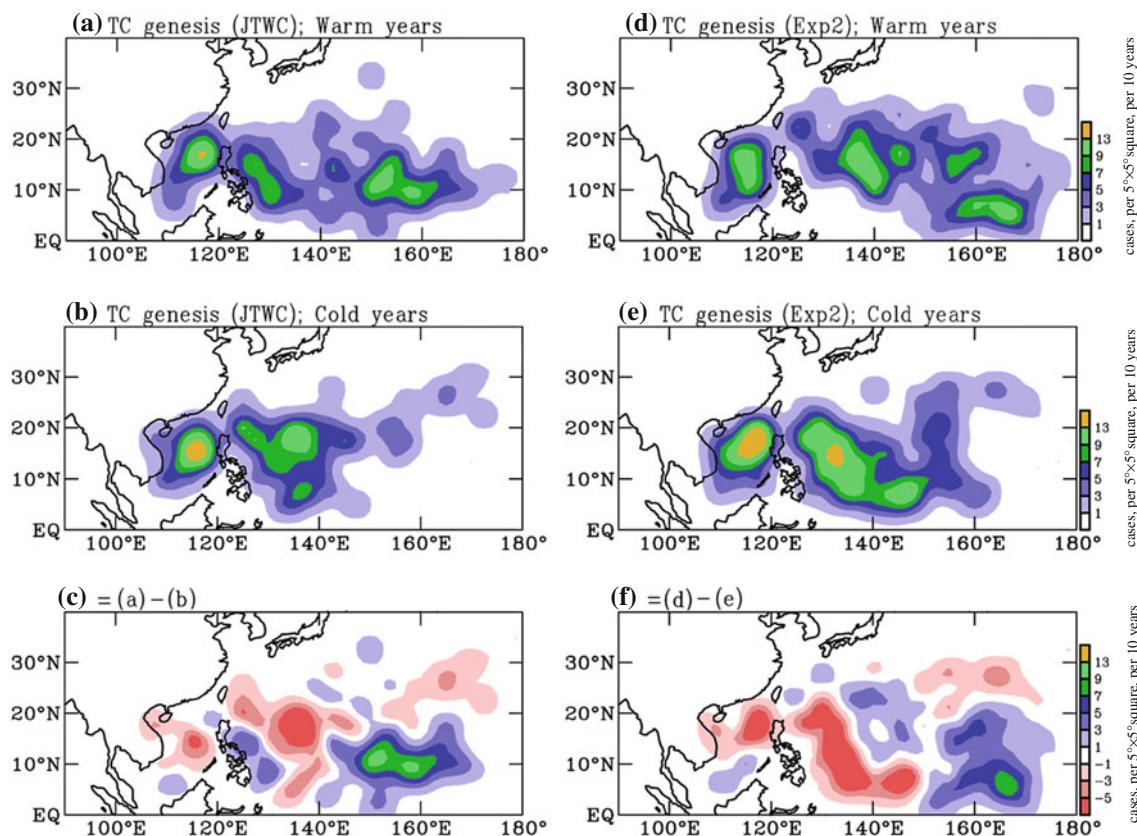 (a) TC genesis (JTWC); Warm years
30°N
20°N
10°N
EQ
100°E 120°E 140°E 160°E 180°
(d) TC genesis (Exp2); Warm years
30°N
20°N
10°N
EQ
100°E 120°E 140°E 160°E 180°
13
9
7
5
3
1
cases, per 5°×5° square, per 10 years
(b) TC genesis (JTWC); Cold years
30°N
20°N
10°N
EQ
100°E 120°E 140°E 160°E 180°
(e) TC genesis (Exp2); Cold years
30°N
20°N
10°N
EQ
100°E 120°E 140°E 160°E 180°
13
9
7
5
3
1
cases, per 5°×5° square, per 10 years
(c) =(a)-(b)
30°N
20°N
10°N
EQ
100°E 120°E 140°E 160°E 180°
(f) =(d)-(e)
30°N
20°N
10°N
EQ
100°E 120°E 140°E 160°E 180°
13
9
7
5
3
1
-1
-3
-5
cases, per 5°×5° square, per 10 years